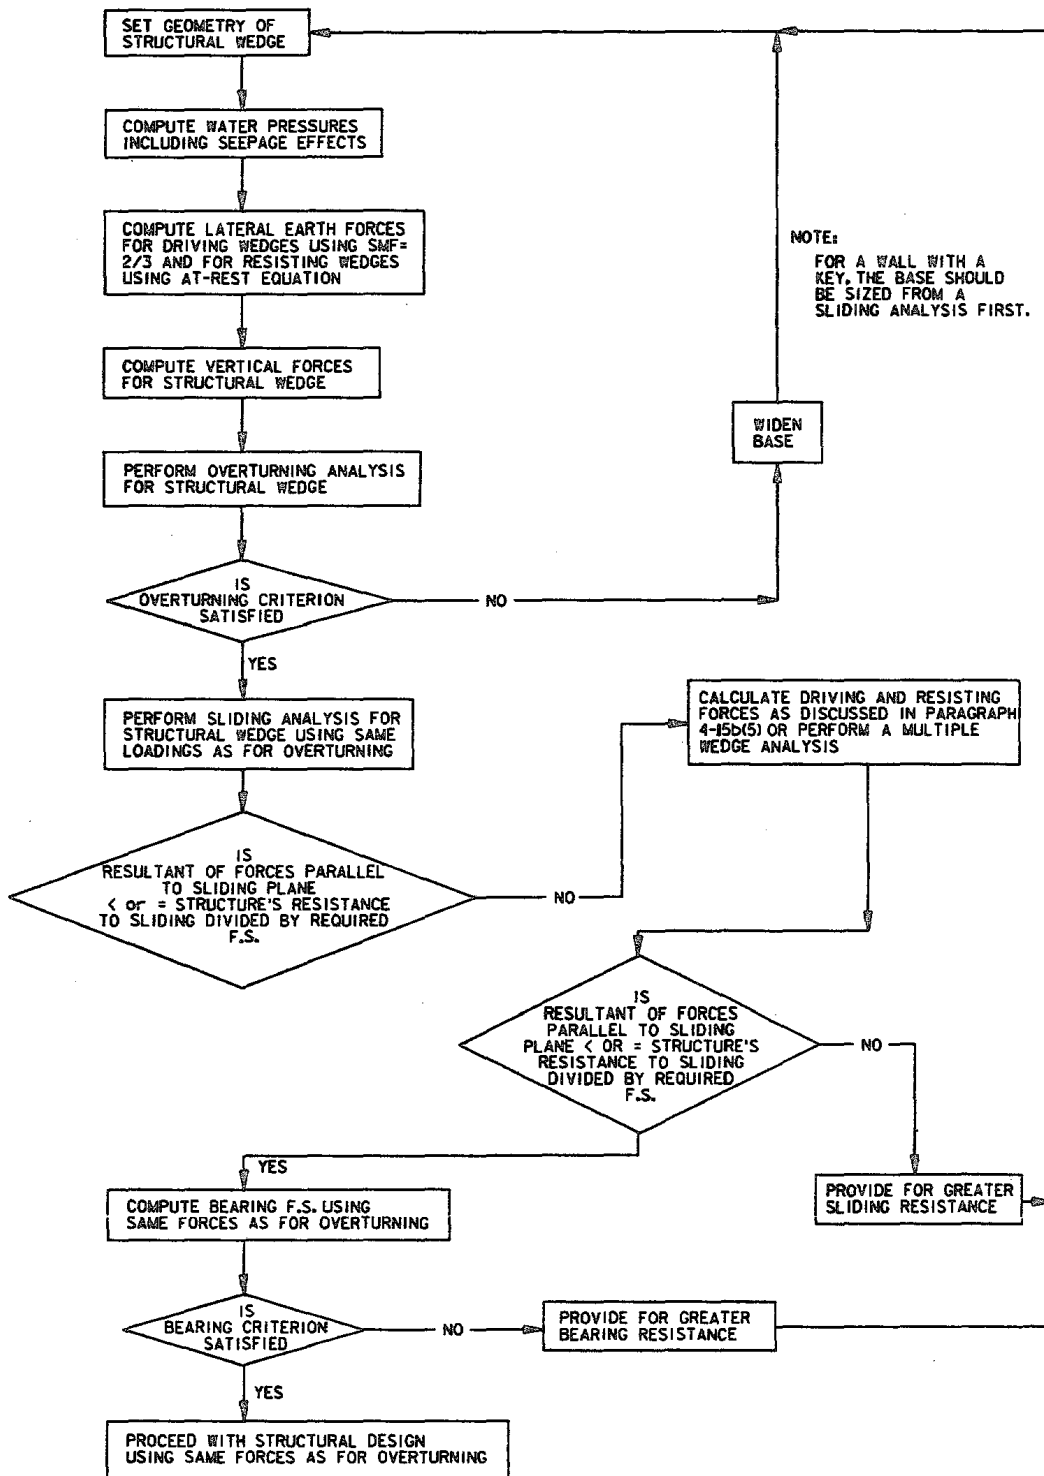 SET GEOMETRY OF
STRUCTURAL WEDGE
COMPUTE WATER PRESSURES
INCLUDING SEEPAGE EFFECTS
COMPUTE LATERAL EARTH FORCES
FOR DRIVING WEDGES USING SMF=
2/3 AND FOR RESISTING WEDGES
USING AT-REST EQUATION
NOTE:
FOR A WALL WITH A
KEY, THE BASE SHOULD
BE SIZED FROM A
SLIDING ANALYSIS FIRST.
COMPUTE VERTICAL FORCES
FOR STRUCTURAL WEDGE
WIDEN
BASE
PERFORM OVERTURNING ANALYSIS
FOR STRUCTURAL WEDGE
IS
OVERTURNING CRITERION
SATISFIED
NO
YES
PERFORM SLIDING ANALYSIS FOR
STRUCTURAL WEDGE USING SAME
LOADINGS AS FOR OVERTURNING
CALCULATE DRIVING AND RESISTING
FORCES AS DISCUSSED IN PARAGRAPH
4-15b(5) OR PERFORM A MULTIPLE
WEDGE ANALYSIS
IS
RESULTANT OF FORCES PARALLEL
TO SLIDING PLANE
< or = STRUCTURE'S RESISTANCE
TO SLIDING DIVIDED BY REQUIRED
F.S.
NO
IS
RESULTANT OF FORCES
PARALLEL TO SLIDING
PLANE < OR = STRUCTURE'S
RESISTANCE TO SLIDING
DIVIDED BY REQUIRED
F.S.
NO
YES
COMPUTE BEARING F.S. USING
SAME FORCES AS FOR OVERTURNING
PROVIDE FOR GREATER
SLIDING RESISTANCE
IS
BEARING CRITERION
SATISFIED
NO
PROVIDE FOR GREATER
BEARING RESISTANCE
YES
PROCEED WITH STRUCTURAL DESIGN
USING SAME FORCES AS FOR OVERTURNING